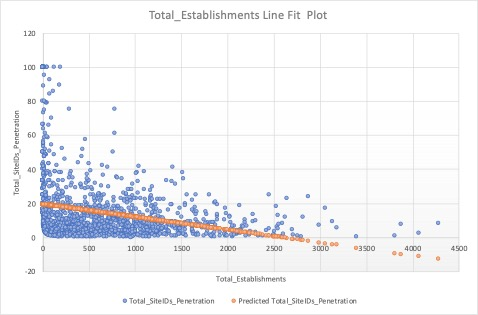 Total_Establishments Line Fit Plot
120
100
80
60
40
20
0
-20
Total_SiteIDs_Penetration
0 500 1000 1500 2000 2500 3000 3500 4000 4500
Total_Establishments
Total_SiteIDs_Penetration Predicted Total_SiteIDs_Penetration